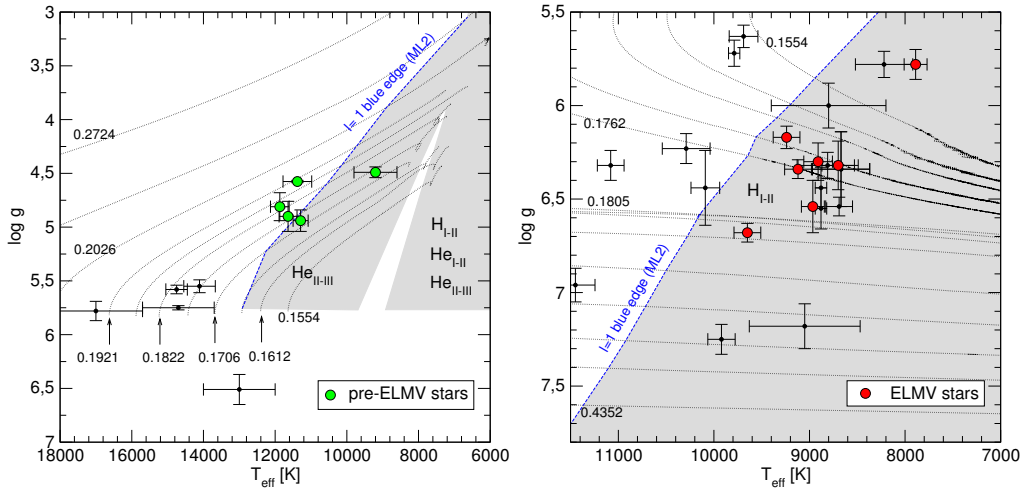 3
3,5
4
4,5
5
5,5
6
6,5
7
log g
18000
16000
14000
12000
10000
8000
6000
T_eff [K]
l= 1 blue edge (ML2)
0.2724
0.2026
0.1921
0.1822
0.1706
0.1612
0.1554
He_II-III
H_I-II
He_I-II
He_II-III
pre-ELMV stars
5,5
6
6,5
7
7,5
log g
11000
10000
9000
8000
7000
T_eff [K]
0.1554
0.1762
0.1805
0.4352
H_I-II
l=1 blue edge (ML2)
ELMV stars